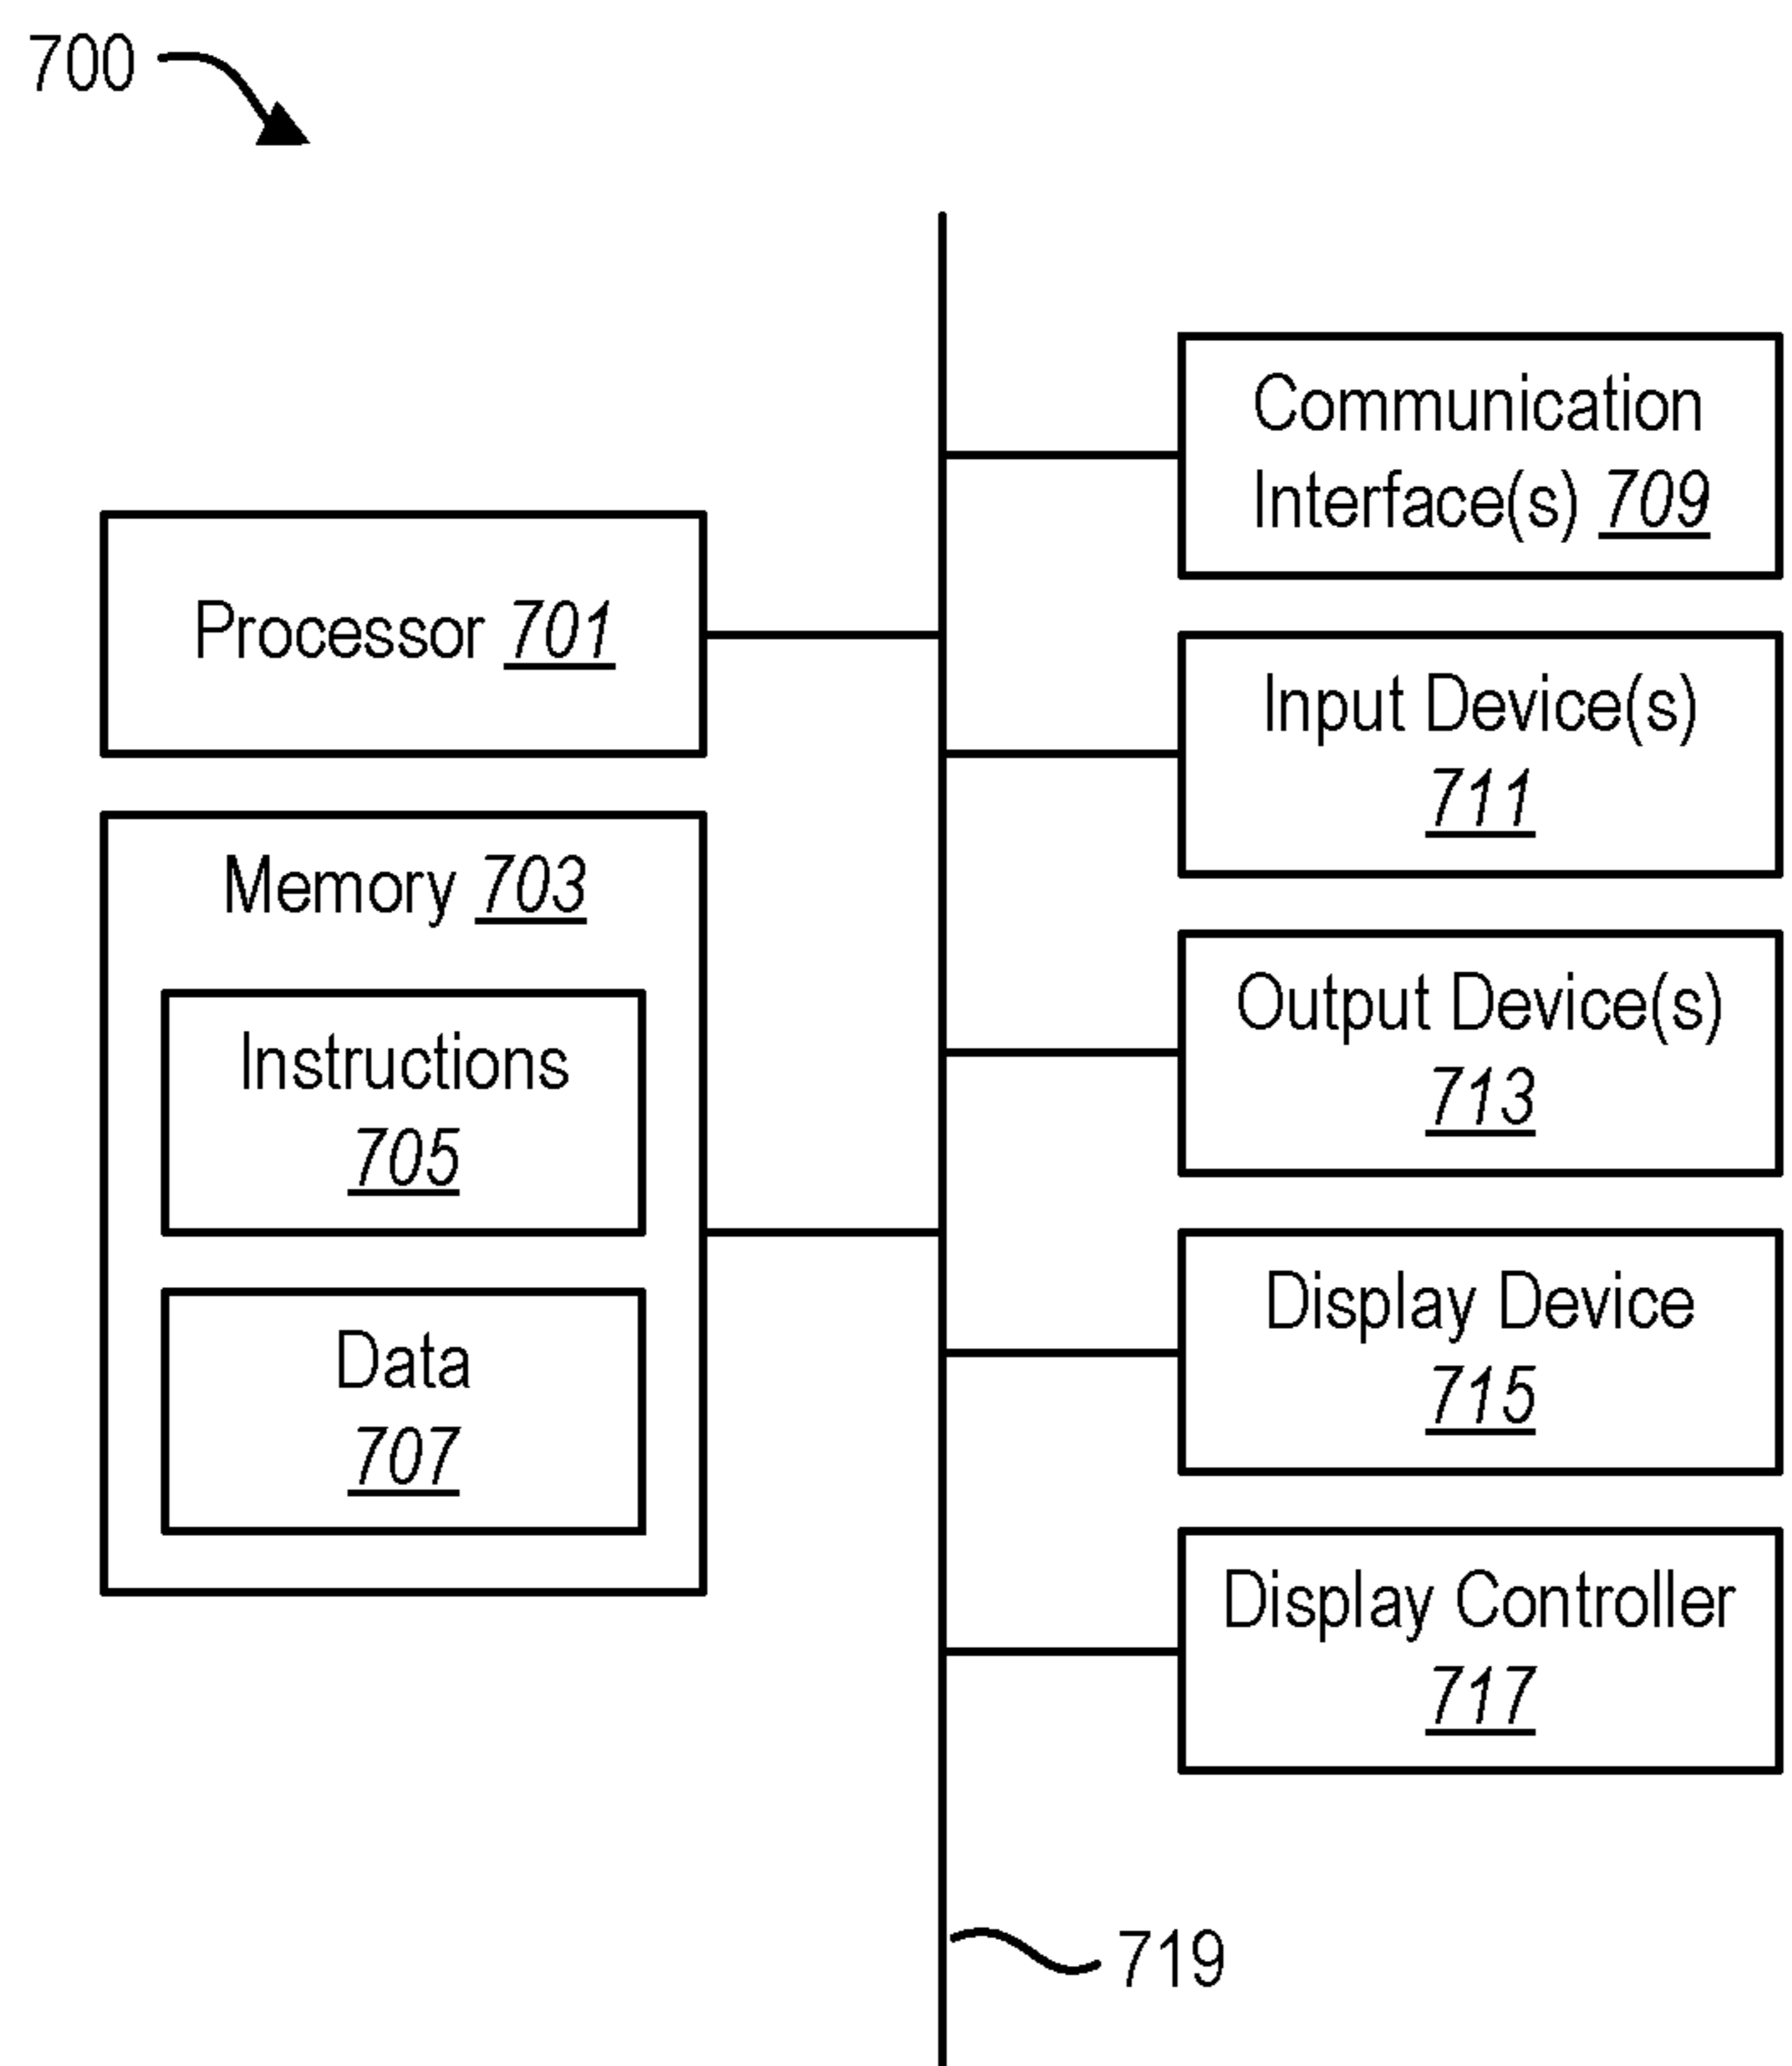 700
Processor 701
Memory 703
Instructions
705
Data
707
Communication
Interface(s) 709
Input Device(s)
711
Output Device(s)
713
Display Device
715
Display Controller
717
719